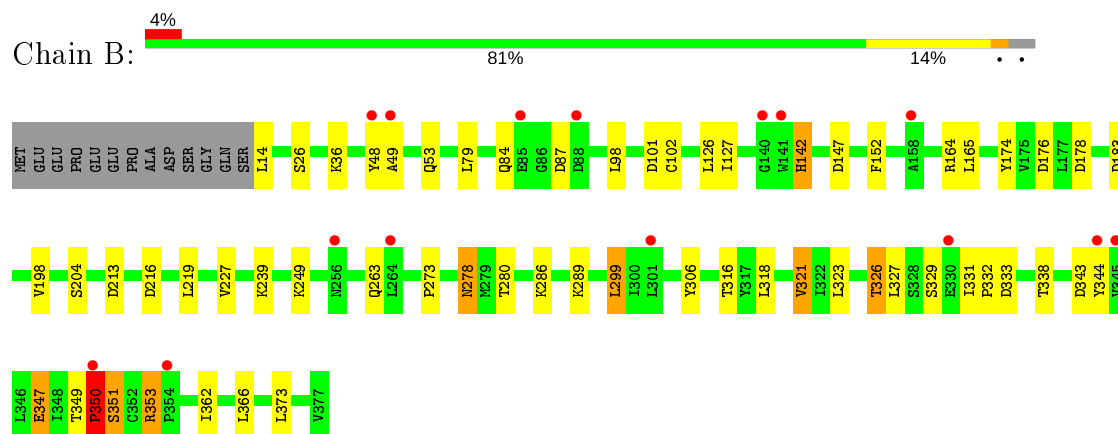 4%
Chain B:
81% 14% • •
MET GLU GLU PRO GLU GLU PRO ALA ASP SER GLY GLN SER L14 S26 K36 Y48 A49 Q53 L79 Q84 E85 G86 D87 D88 L98 D101 C102 L126 I127 G140 W141 H142 D147 F152 A158 R164 L165 Y174 V175 D176 L177 D178 D183
V198 S204 D213 D216 L219 V227 K239 K249 N256 Q263 L264 P273 N278 M279 T280 K286 K289 L299 I300 L301 Y306 T316 Y317 L318 V321 I322 L323 T326 L327 S328 S329 E330 I331 P332 D333 T338 D343 Y344 V345
L346 E347 I348 T349 P350 S351 C352 R353 P354 I362 L366 L373 V377